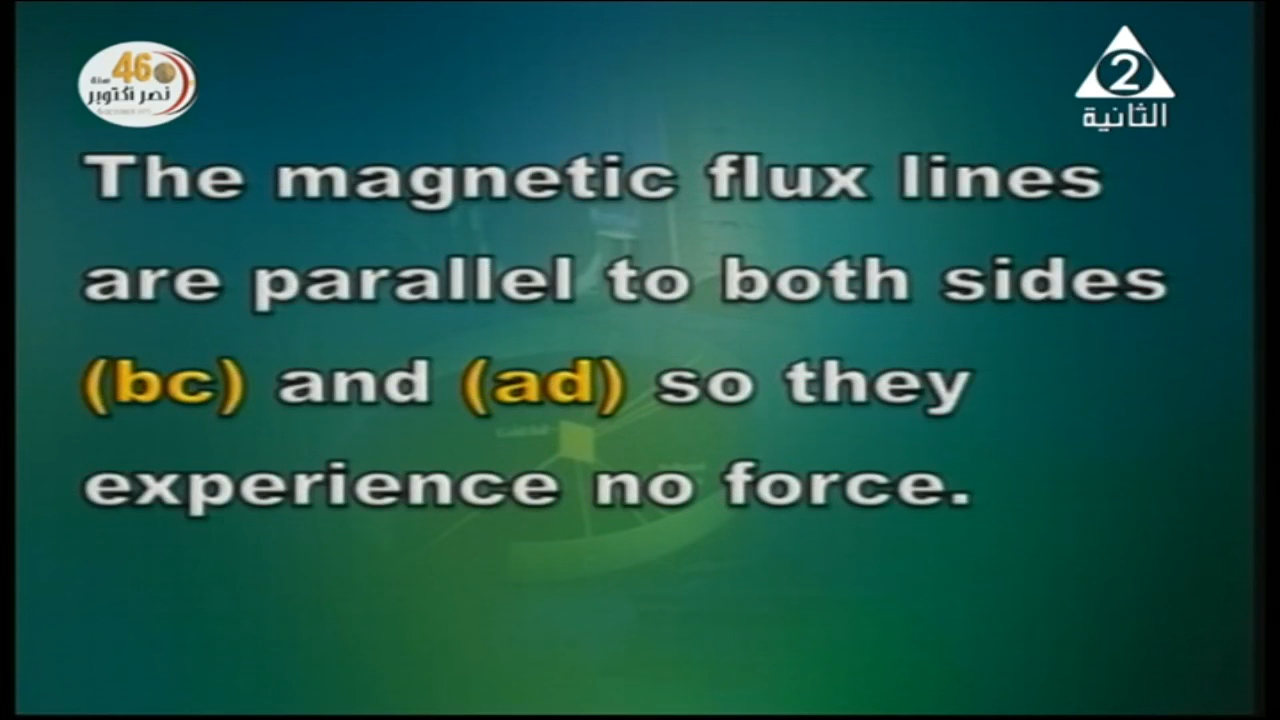 46
سنة
نصر أكتوبر
2
الثانية
The magnetic flux lines
are parallel to both sides
(bc) and (ad) so they
experience no force.